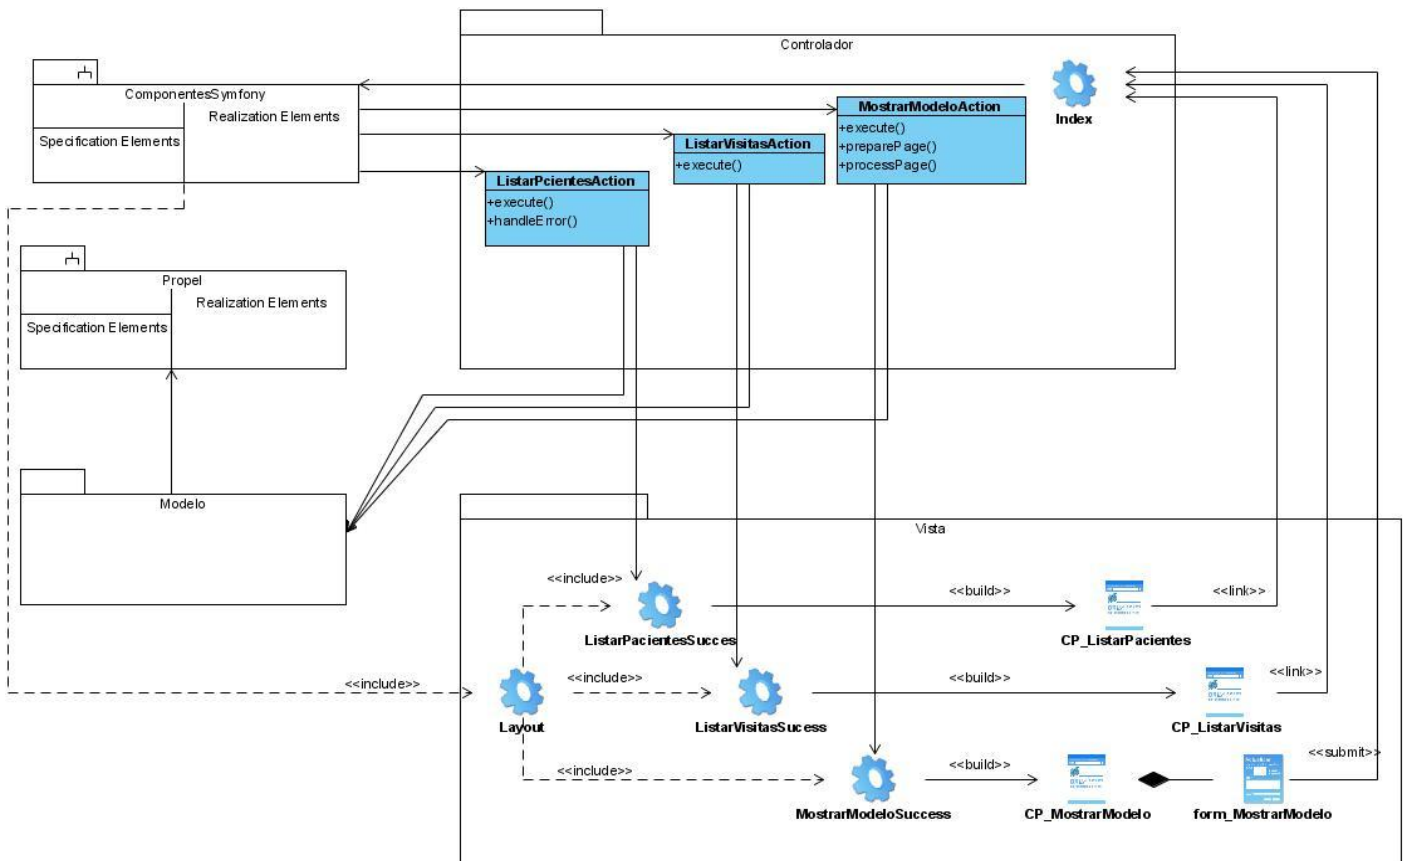 Controlador
ComponentesSymfony
Realization Elements
Specification Elements
Index
MostrarModeloAction
+execute()
+preparePage()
+processPage()
ListarVisitasAction
+execute()
ListarPcientesAction
+execute()
+handleError()
Propel
Realization Elements
Specification Elements
Modelo
Vista
<<include>>
<<build>>
<<link>>
ListarPacientesSucces
CP_ListarPacientes
<<include>>
<<include>>
<<build>>
<<link>>
Layout
ListarVisitasSucess
CP_ListarVisitas
<<include>>
<<build>>
<<submit>>
MostrarModeloSuccess
CP_MostrarModelo
form_MostrarModelo